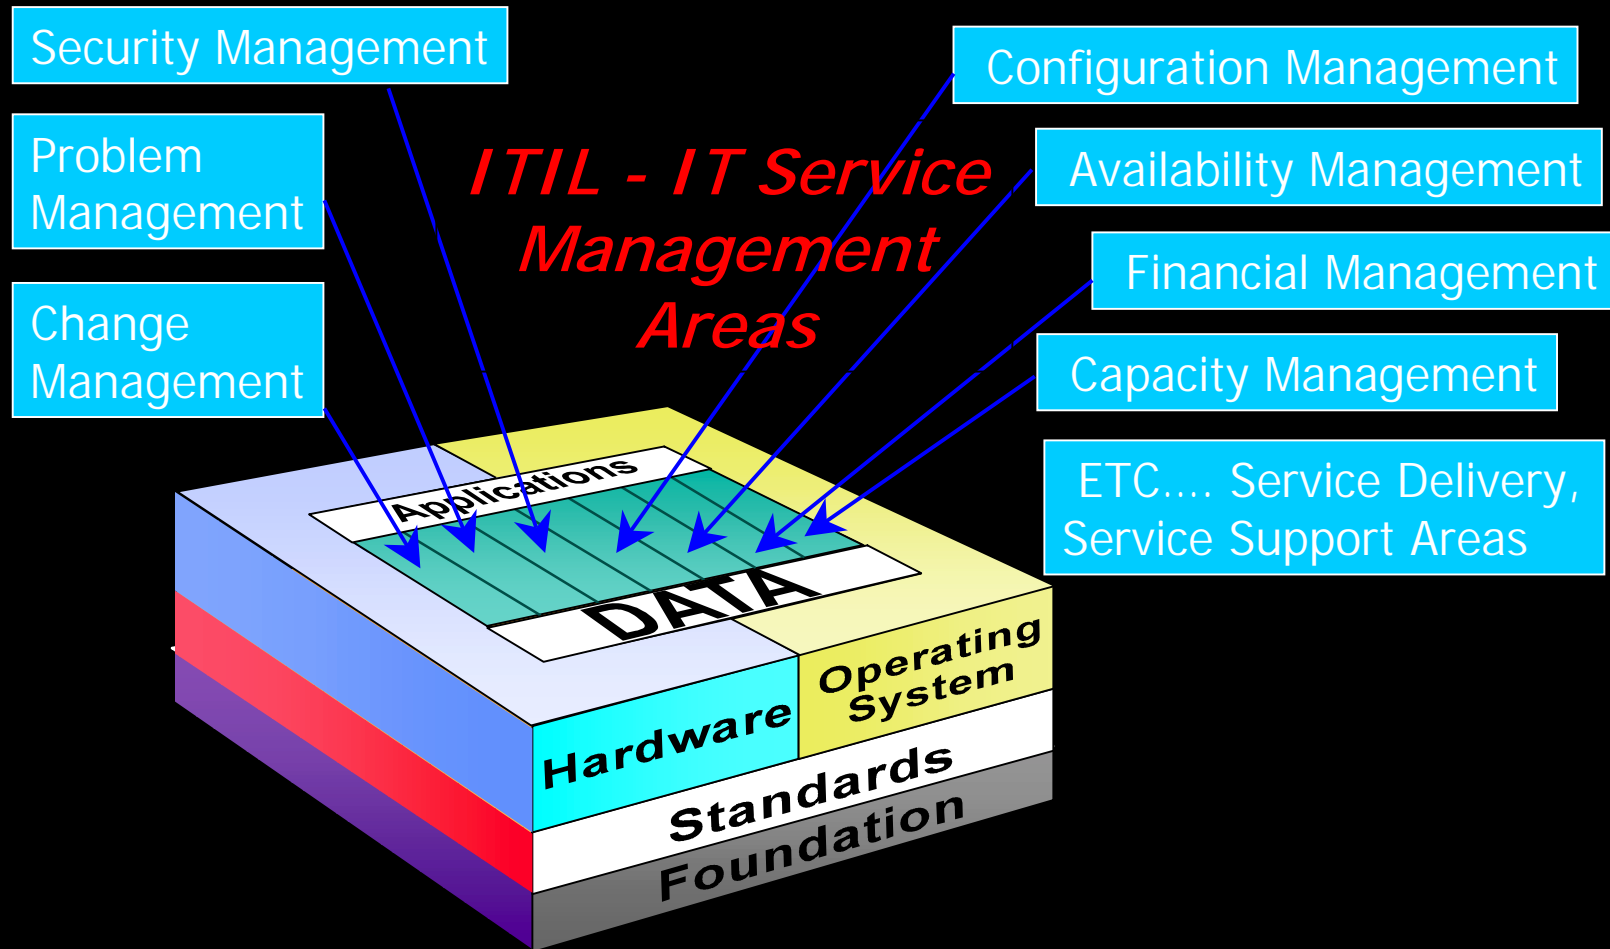 Security Management
Problem
Management
Change
Management
ITIL - IT Service
Management
Areas
Configuration Management
Availability Management
Financial Management
Capacity Management
ETC.... Service Delivery,
Service Support Areas
Applications
DATA
Hardware
Operating
System
Standards
Foundation